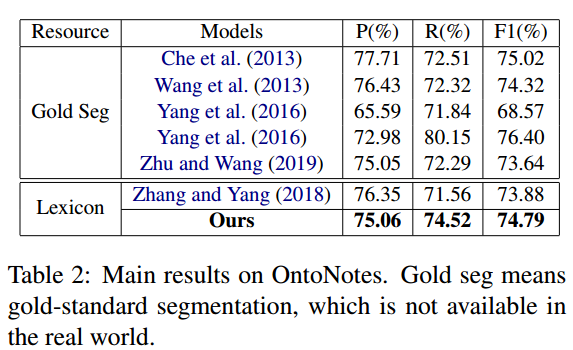 Resource Models P(%) R(%) F1(%)
Gold Seg
Che et al. (2013) 77.71 72.51 75.02
Wang et al. (2013) 76.43 72.32 74.32
Yang et al. (2016) 65.59 71.84 68.57
Yang et al. (2016) 72.98 80.15 76.40
Zhu and Wang (2019) 75.05 72.29 73.64
Lexicon
Zhang and Yang (2018) 76.35 71.56 73.88
Ours 75.06 74.52 74.79
Table 2: Main results on OntoNotes. Gold seg means
gold-standard segmentation, which is not available in
the real world.